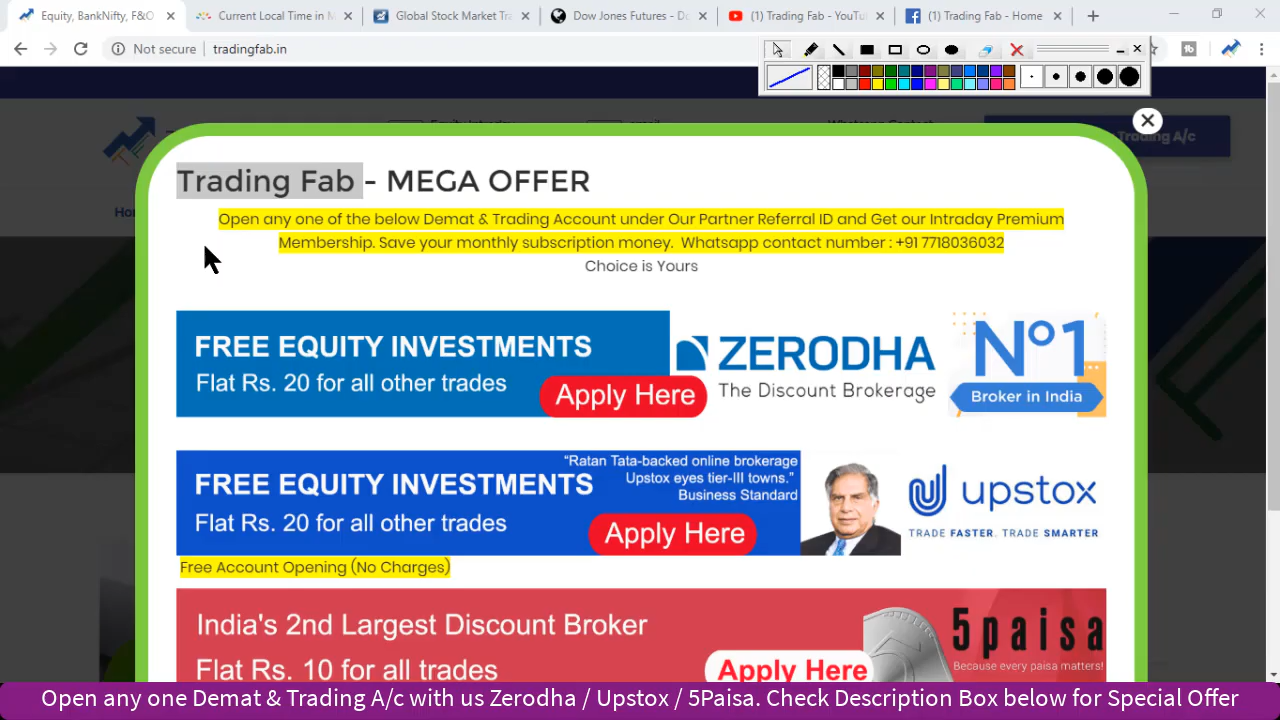 Equity, BankNifty, F&O
Current Local Time in
Global Stock Market Tra
Dow Jones Futures - D
(1) Trading Fab - YouTu
(1) Trading Fab - Home
Not secure
tradingfab.in
Trading A/c
Trading Fab - MEGA OFFER
Open any one of the below Demat & Trading Account under Our Partner Referral ID and Get our Intraday Premium
Membership. Save your monthly subscription money. Whatsapp contact number : +91 7718036032
Choice is Yours
FREE EQUITY INVESTMENTS
Flat Rs. 20 for all other trades
Apply Here
ZERODHA
The Discount Brokerage
Nº1
Broker in India
FREE EQUITY INVESTMENTS
Flat Rs. 20 for all other trades
"Ratan Tata-backed online brokerage
Upstox eyes tier-III towns."
Business Standard
Apply Here
upstox
TRADE FASTER. TRADE SMARTER
Free Account Opening (No Charges)
India's 2nd Largest Discount Broker
Flat Rs. 10 for all trades
Apply Here
5paisa
Because every paisa matters!
Open any one Demat & Trading A/c with us Zerodha / Upstox / 5Paisa. Check Description Box below for Special Offer